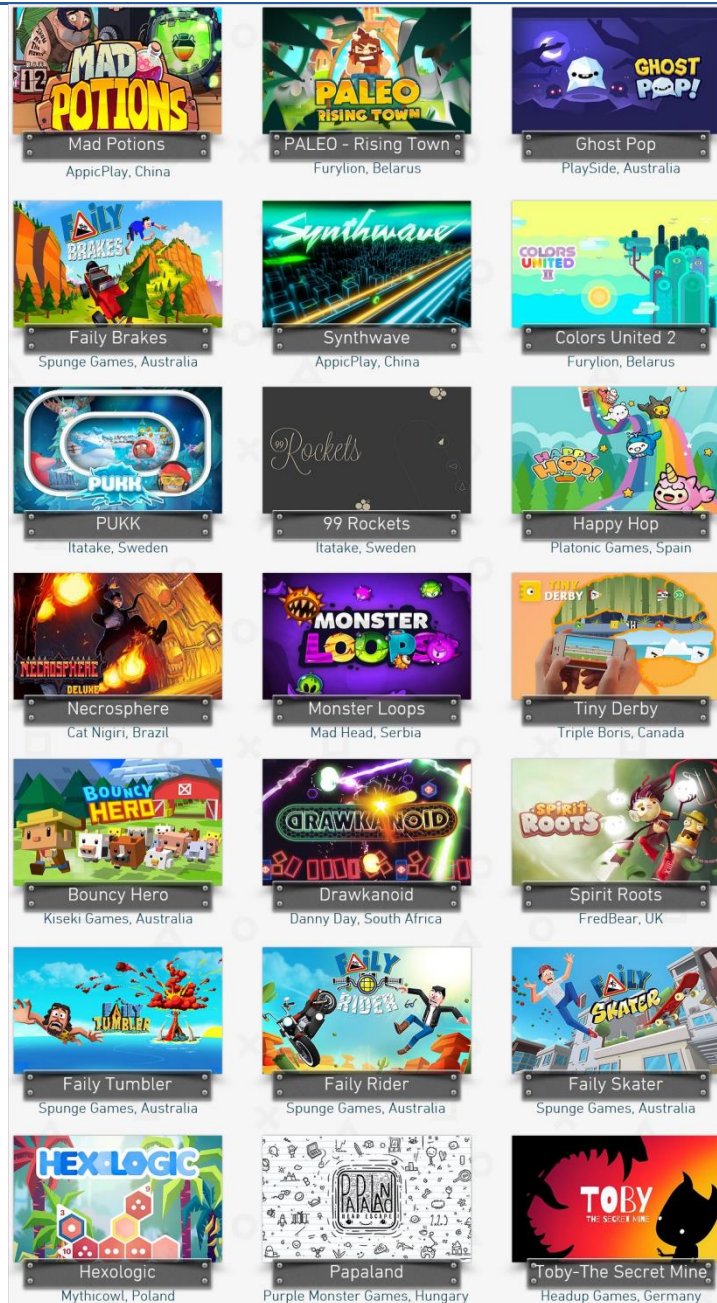 MAD POTIONS
12
PALEO
RISING TOWN
GHOST POP!
Mad Potions
PALEO - Rising Town
Ghost Pop
AppicPlay, China
Furylion, Belarus
PlaySide, Australia
FAILY BRAKES
Synthwave
COLORS UNITED II
Faily Brakes
Synthwave
Colors United 2
Spunge Games, Australia
AppicPlay, China
Furylion, Belarus
PUKK
99 Rockets
HAPPY HOP!
PUKK
99 Rockets
Happy Hop
Itatake, Sweden
Itatake, Sweden
Platonic Games, Spain
NECROSPHERE
DELUXE
MONSTER LOOPS
TINY DERBY
Necrosphere
Monster Loops
Tiny Derby
Cat Nigiri, Brazil
Mad Head, Serbia
Triple Boris, Canada
BOUNCY HERO
DRAWKANOID
SPIRIT ROOTS
Bouncy Hero
Drawkanoid
Spirit Roots
Kiseki Games, Australia
Danny Day, South Africa
FredBear, UK
FAILY TUMBLER
FAILY RIDER
FAILY SKATER
Faily Tumbler
Faily Rider
Faily Skater
Spunge Games, Australia
Spunge Games, Australia
Spunge Games, Australia
HEXOLOGIC
3
9
10
HEAD ESCAPE
TOBY
THE SECRET MINE
Hexologic
Papaland
Toby-The Secret Mine
Mythicowl, Poland
Purple Monster Games, Hungary
Headup Games, Germany